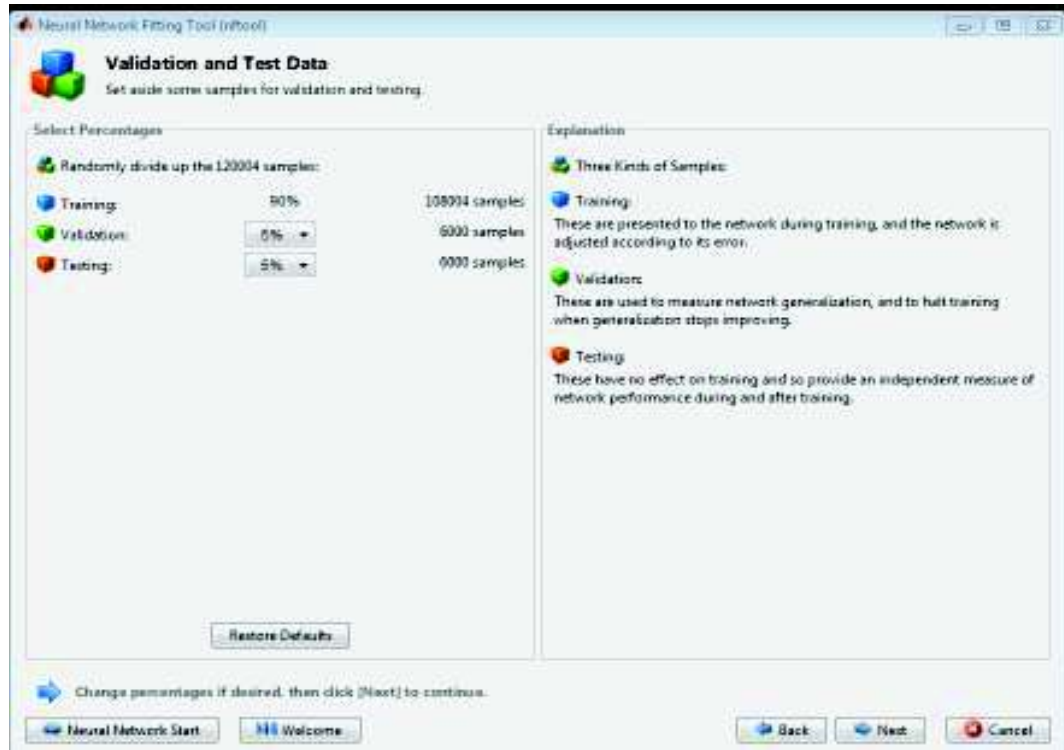 Neural Network Fitting Tool (nftool)
Validation and Test Data
Set aside some samples for validation and testing.
Select Percentages
Randomly divide up the 120004 samples:
Training: 90% 108004 samples
Validation: 5% 6000 samples
Testing: 5% 6000 samples
Restore Defaults
Explanation
Three Kinds of Samples:
Training:
These are presented to the network during training, and the network is
adjusted according to its error.
Validation:
These are used to measure network generalization, and to halt training
when generalization stops improving.
Testing:
These have no effect on training and so provide an independent measure of
network performance during and after training.
Change percentages if desired, then click [Next] to continue.
Neural Network Start
Welcome
Back
Next
Cancel